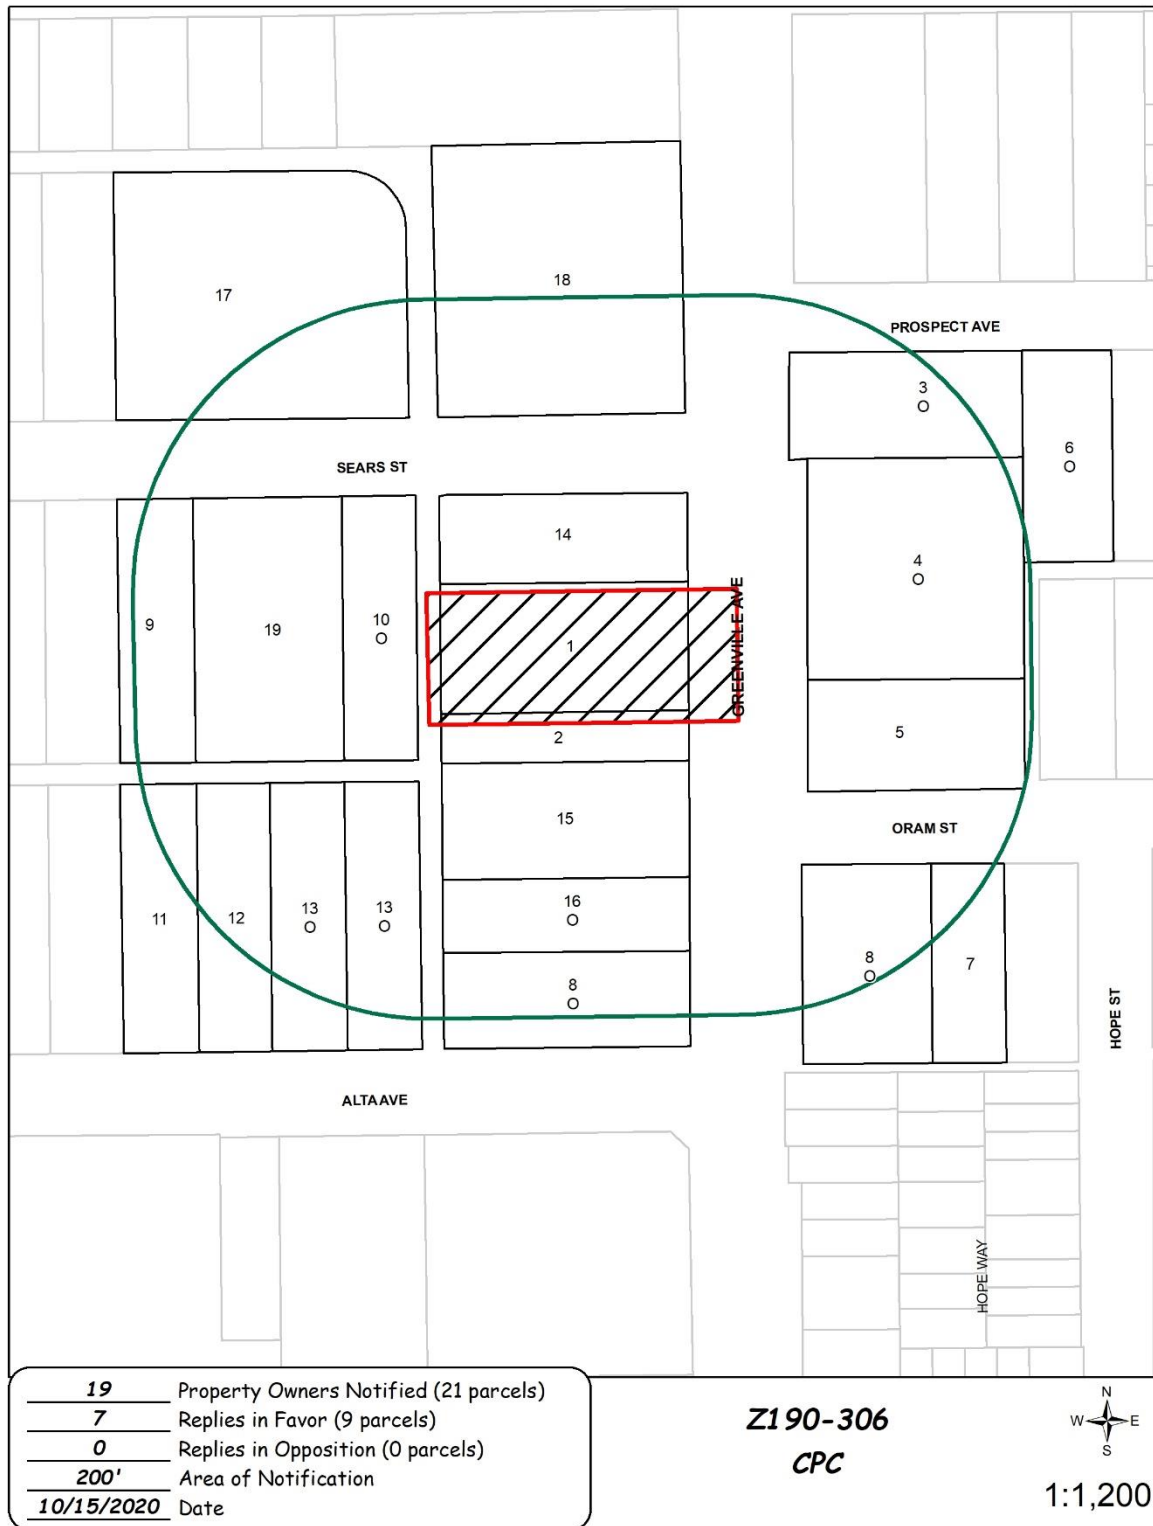 17
18
PROSPECT AVE
3
O
6
O
SEARS ST
14
4
O
GREENVILLE AVE
9
19
10
O
1
2
5
15
ORAM ST
11
12
13
O
13
O
16
O
8
O
8
O
7
HOPE ST
ALTA AVE
HOPE WAY
19 Property Owners Notified (21 parcels)
7 Replies in Favor (9 parcels)
0 Replies in Opposition (0 parcels)
200' Area of Notification
10/15/2020 Date
Z190-306
CPC
N
W E
S
1:1,200